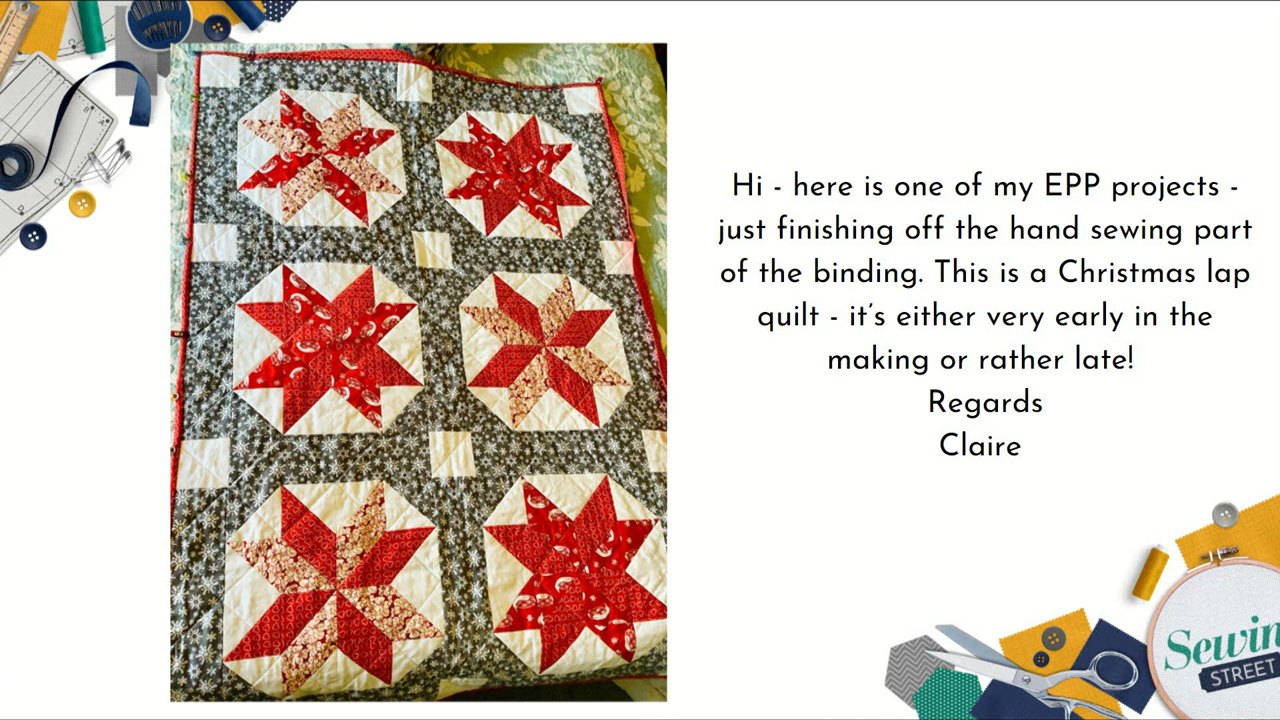 Hi - here is one of my EPP projects -
just finishing off the hand sewing part
of the binding. This is a Christmas lap
quilt - it’s either very early in the
making or rather late!
Regards
Claire
Sewin
STREET